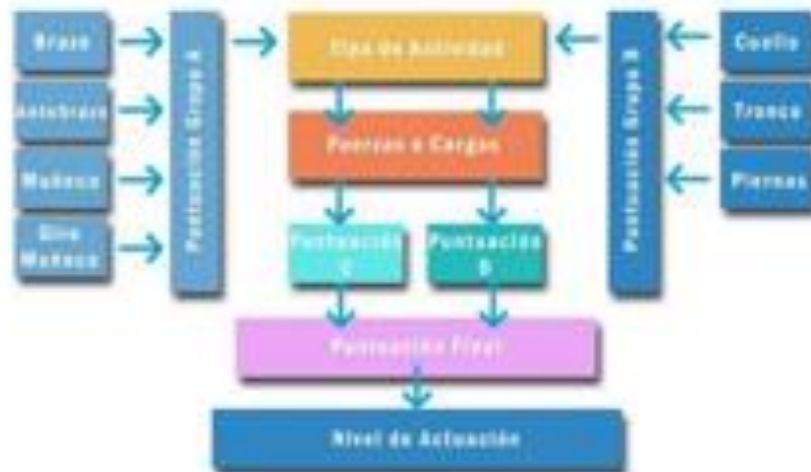 Brazo
Antebrazo
Muñeca
Giro
Muñeca
Puntuación Grupo A
Tipo de Actividad
Fuerzas o Cargas
Puntuación
C
Puntuación
D
Puntuación Final
Nivel de Actuación
Puntuación Grupo B
Cuello
Tronco
Piernas